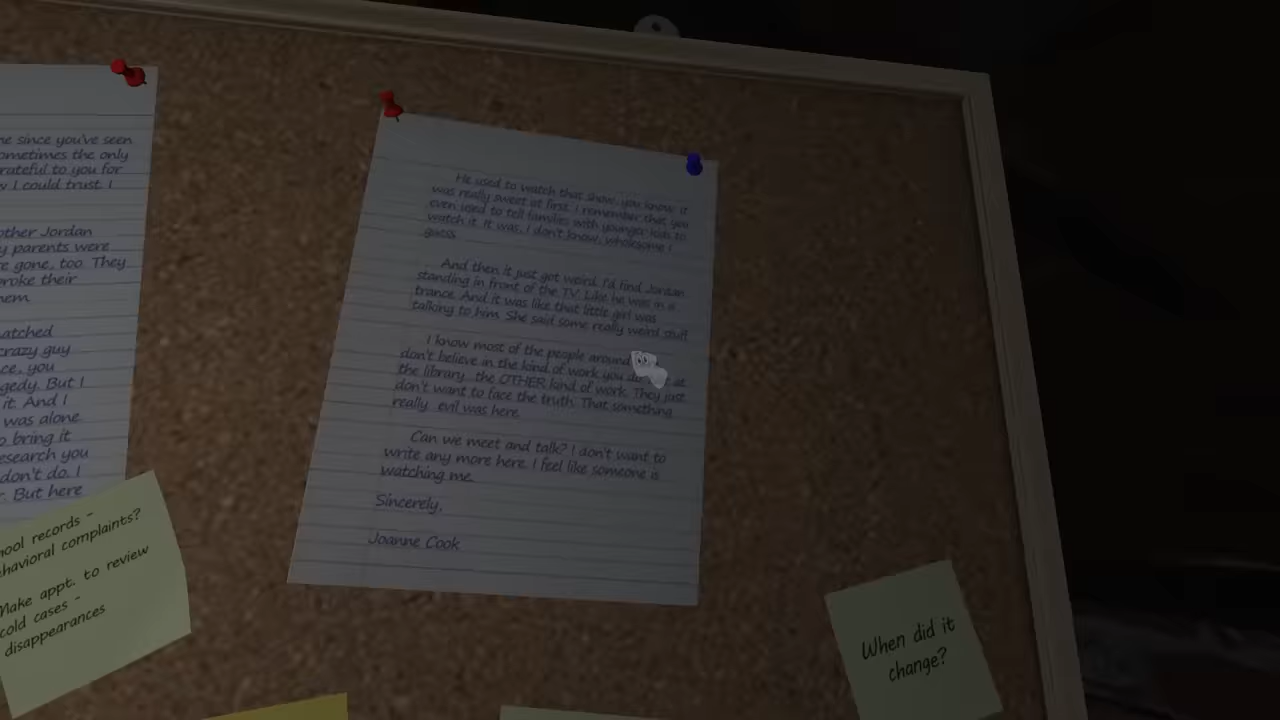 ne since you've seen
ometimes the only
rateful to you for
w I could trust. I
other Jordan
y parents were
re gone, too. They
broke their
hem.
atched
crazy guy
ce, you
gedy. But I
it. And I
was alone
o bring it
esearch you
don't do. I
r. But here
He used to watch that show, you know. It
was really sweet at first. I remember that you
even used to tell families with younger kids to
watch it. It was, I don't know, wholesome I
guess.
And then it just got weird. I'd find Jordan
standing in front of the TV. Like he was in a
trance. And it was like that little girl was
talking to him. She said some really weird stuff.
I know most of the people around
don't believe in the kind of work you do at
the library...the OTHER kind of work. They just
don't want to face the truth. That something
really...evil was here.
Can we meet and talk? I don't want to
write any more here. I feel like someone is
watching me.
Sincerely,
Joanne Cook
hool records -
ehavioral complaints?
Make appt. to review
cold cases -
disappearances
When did it
change?